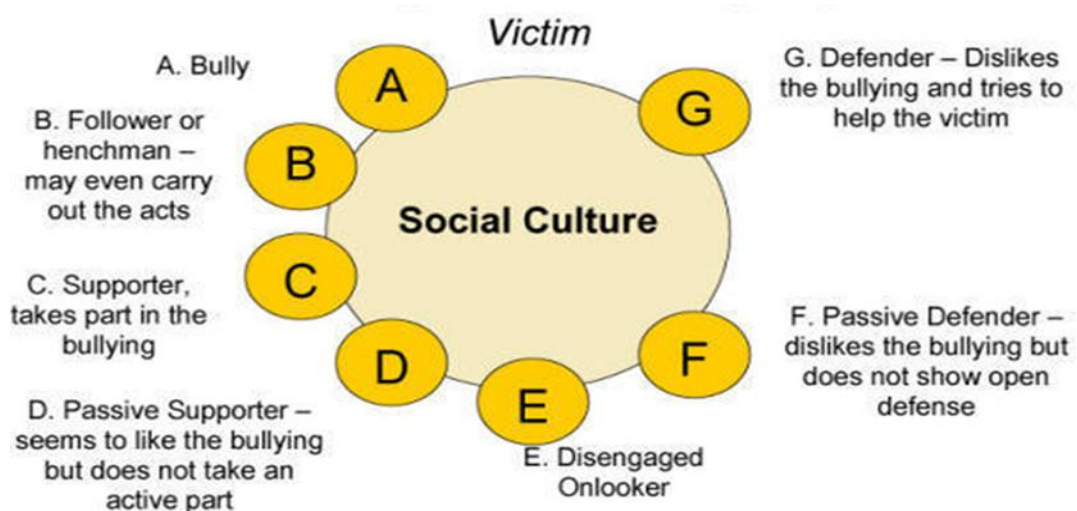 Victim
A. Bully
A
B. Follower or
henchman –
may even carry
out the acts
B
C. Supporter,
takes part in the
bullying
C
D. Passive Supporter –
seems to like the bullying
but does not take an
active part
D
Social Culture
E
E. Disengaged
Onlooker
F
F. Passive Defender –
dislikes the bullying but
does not show open
defense
G
G. Defender – Dislikes
the bullying and tries to
help the victim